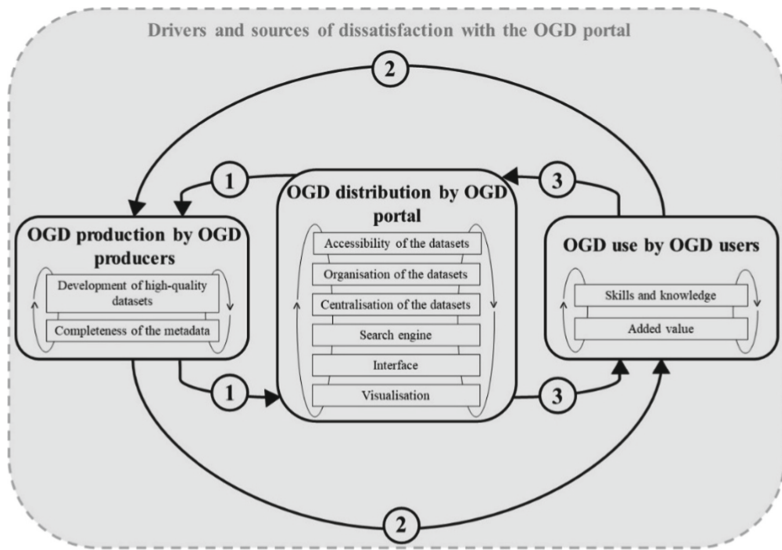 Drivers and sources of dissatisfaction with the OGD portal
2
1
3
OGD production by OGD
producers
Development of high-quality
datasets
Completeness of the metadata
OGD distribution by OGD
portal
Accessibility of the datasets
Organisation of the datasets
Centralisation of the datasets
Search engine
Interface
Visualisation
OGD use by OGD users
Skills and knowledge
Added value
1
3
2